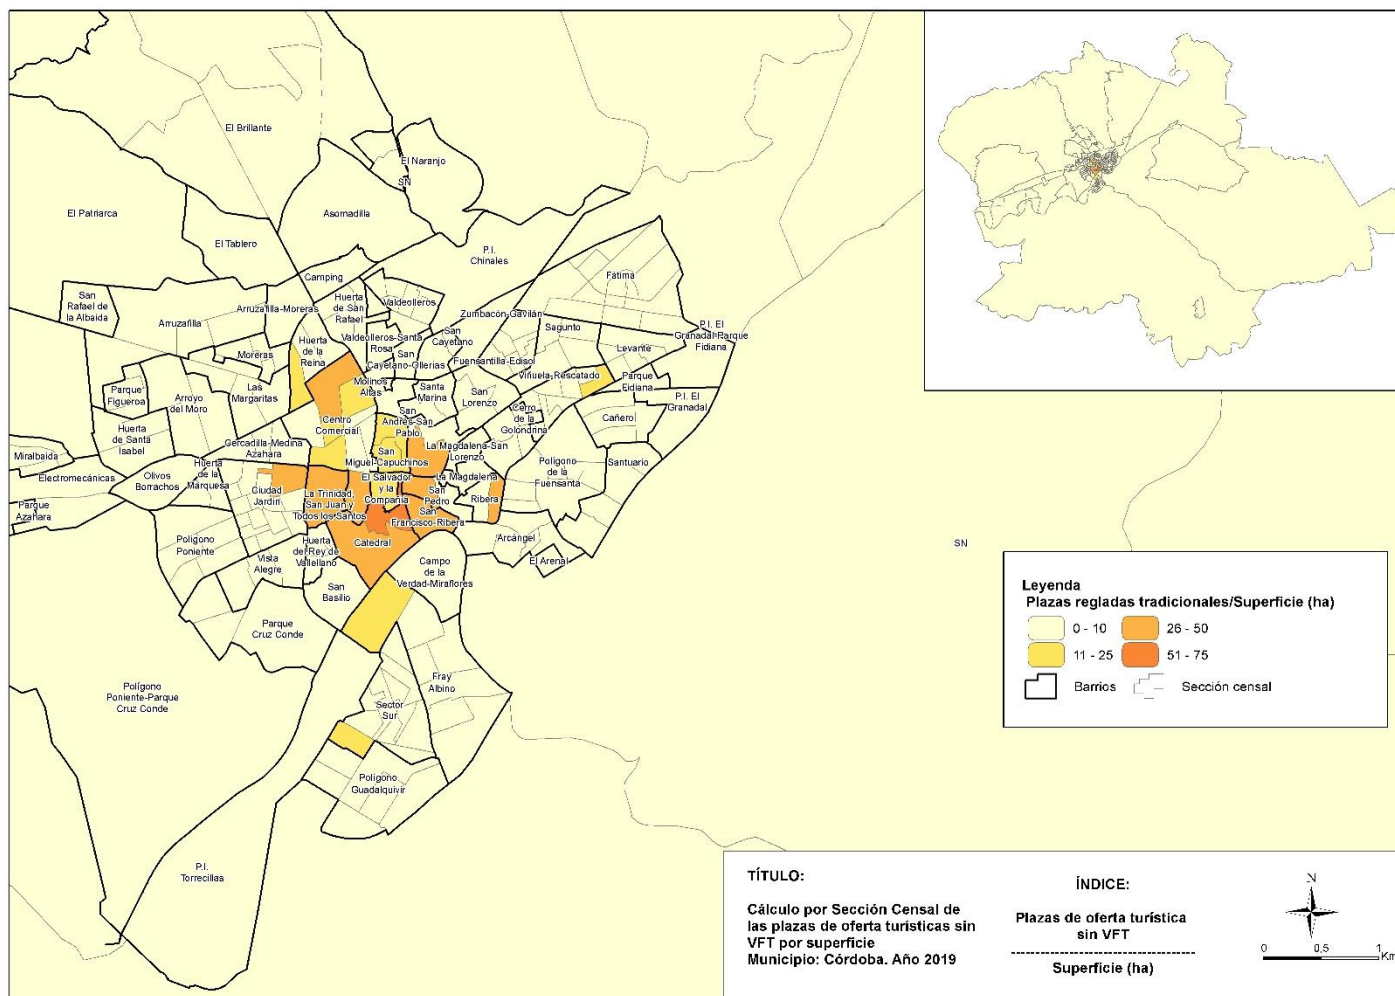 El Brillante
El Naranjo
SN
El Patriarca
Asomadilla
El Tablero
P.I.
Chinales
Camping
Fátima
San
Rafael de
la Albaida
Arruzafilla
Arruzafilla-Moreras
Huerta
de San
Rafael
Valdeolleros
Zumbacón-Gavilán
Sagunto
P.I. El
Granadal Parque
Fidiana
Moreras
Huerta
de la
Reina
Valdeolleros-Santa
Rosa
San
Cayetano
San
Cayetano-Ollerias
Fuensantilla-Edisol
Levante
Viñuela-Rescatado
Parque
Fidiana
P.I. El
Granadal
Parque
Figueroa
Arroyo
del Moro
Las
Margaritas
Molinos
Altas
Santa
Marina
San
Lorenzo
Cerro
de la
Golondrina
Cañero
Huerta
de Santa
Isabel
Centro
Comercial
San
Andrés-San
Pablo
Miralbaida
Cercadilla-Medina
Azahara
San
Miguel-Capuchinos
La Magdalena-San
Lorenzo
Polígono
de la
Fuensanta
Santuario
Electromecánicas
Olivos
Borrachos
Huerta
de la
Marquesa
Ciudad
Jardín
La Trinidad,
San Juan y
Todos los Santos
El Salvador
y la
Compañía
La Magdalena
San
Pedro
Ribera
Parque
Azahara
San
Francisco-Ribera
Polígono
Poniente
Vista
Alegre
Huerta
del Rey de
Vallellano
Catedral
Arcángel
El Arenal
Campo
de la
Verdad-Miraflores
San
Basilio
Parque
Cruz Conde
SN
Polígono
Poniente-Parque
Cruz Conde
Fray
Albino
Sector
Sur
Polígono
Guadalquivir
P.I.
Torrecillas
Leyenda
Plazas regladas tradicionales/Superficie (ha)
0 - 10
26 - 50
11 - 25
51 - 75
Barrios
Sección censal
TÍTULO:
Cálculo por Sección Censal de
las plazas de oferta turísticas sin
VFT por superficie
Municipio: Córdoba. Año 2019
ÍNDICE:
Plazas de oferta turística
sin VFT
--------------------------------
Superficie (ha)
N
0 0,5 1
Km